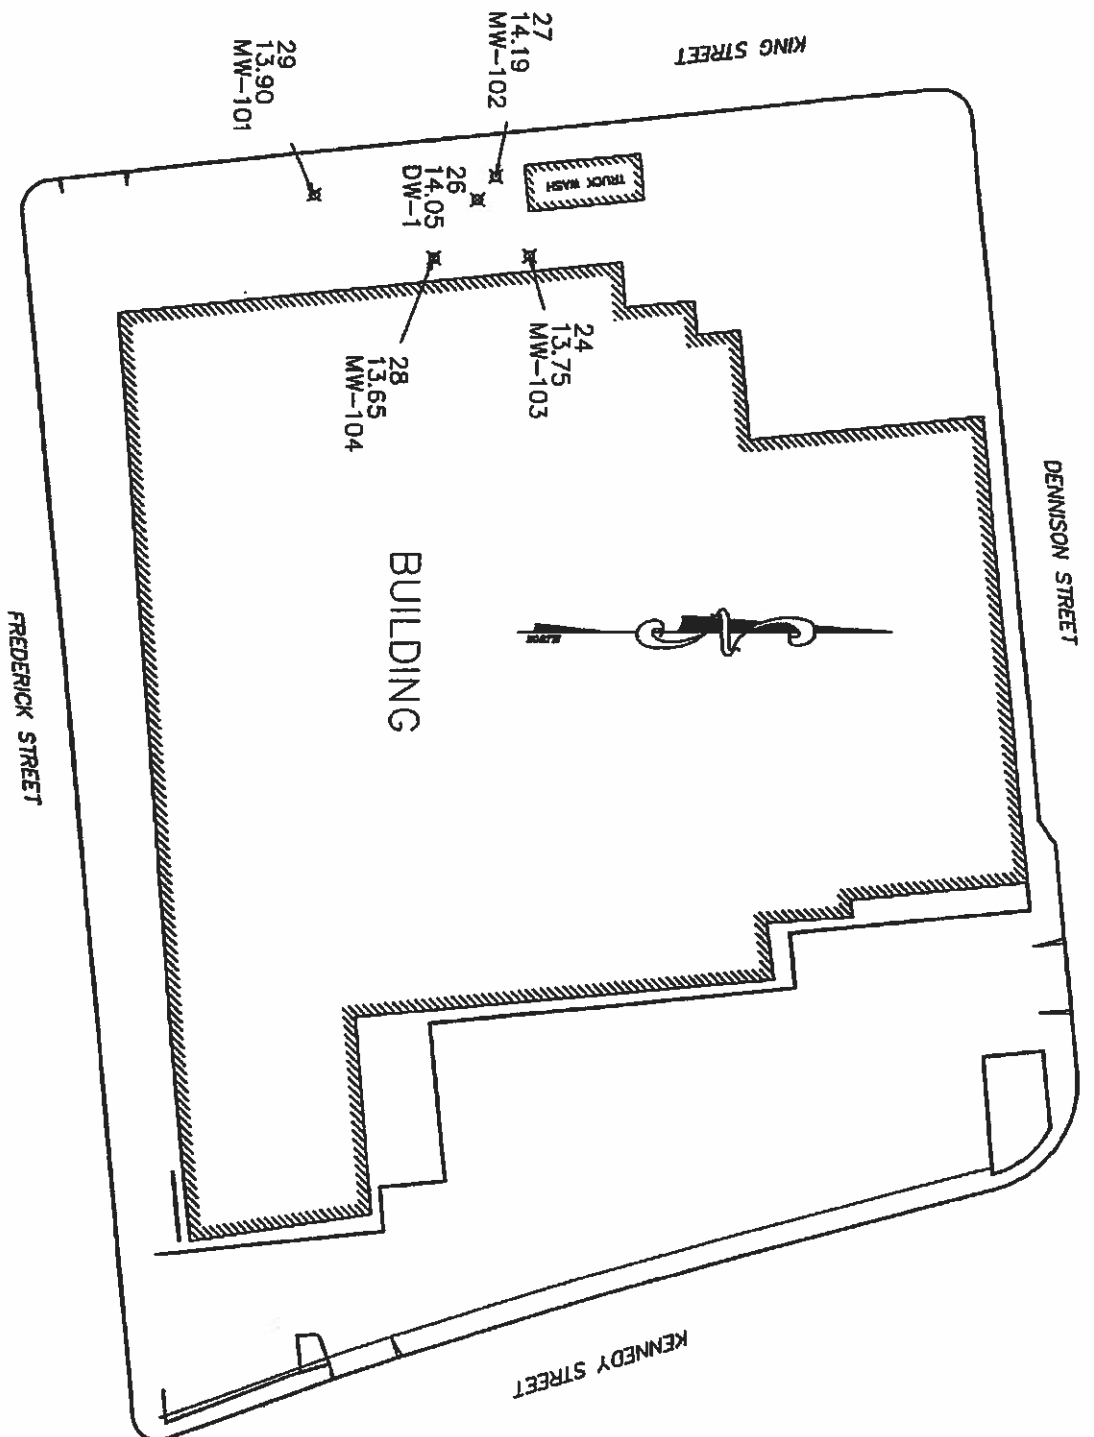 KING STREET
27
14.19
MW-102
29
13.90
MW-101
TRUCK WASH
26
14.05
DW-1
24
13.75
MW-103
28
13.65
MW-104
DENNISON STREET
BUILDING
NORTH
FREDERICK STREET
KENNEDY STREET